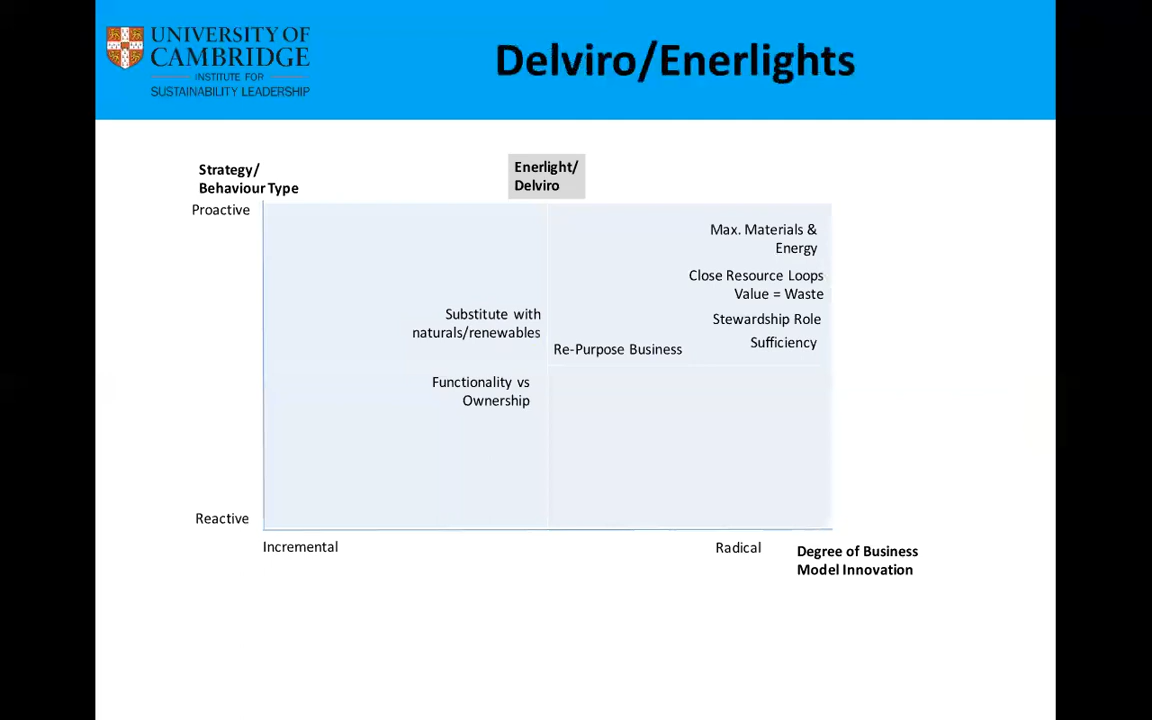 UNIVERSITY OF
CAMBRIDGE
INSTITUTE FOR
SUSTAINABILITY LEADERSHIP
Delviro/Enerlights
Strategy/
Behaviour Type
Enerlight/
Delviro
Proactive
Max. Materials &
Energy
Close Resource Loops
Value = Waste
Substitute with
naturals/renewables
Stewardship Role
Sufficiency
Re-Purpose Business
Functionality vs
Ownership
Reactive
Incremental
Radical
Degree of Business
Model Innovation